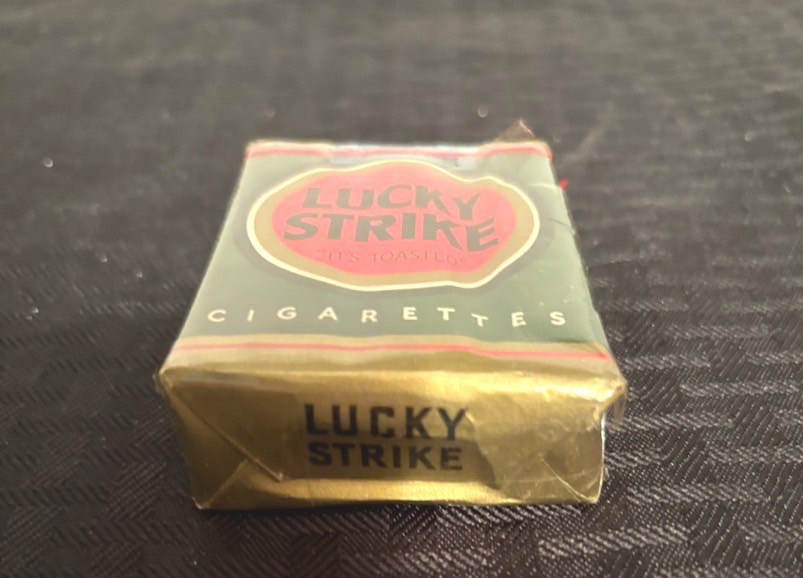 LUCKY
STRIKE
"IT'S TOASTED"
CIGARETTES
LUCKY
STRIKE